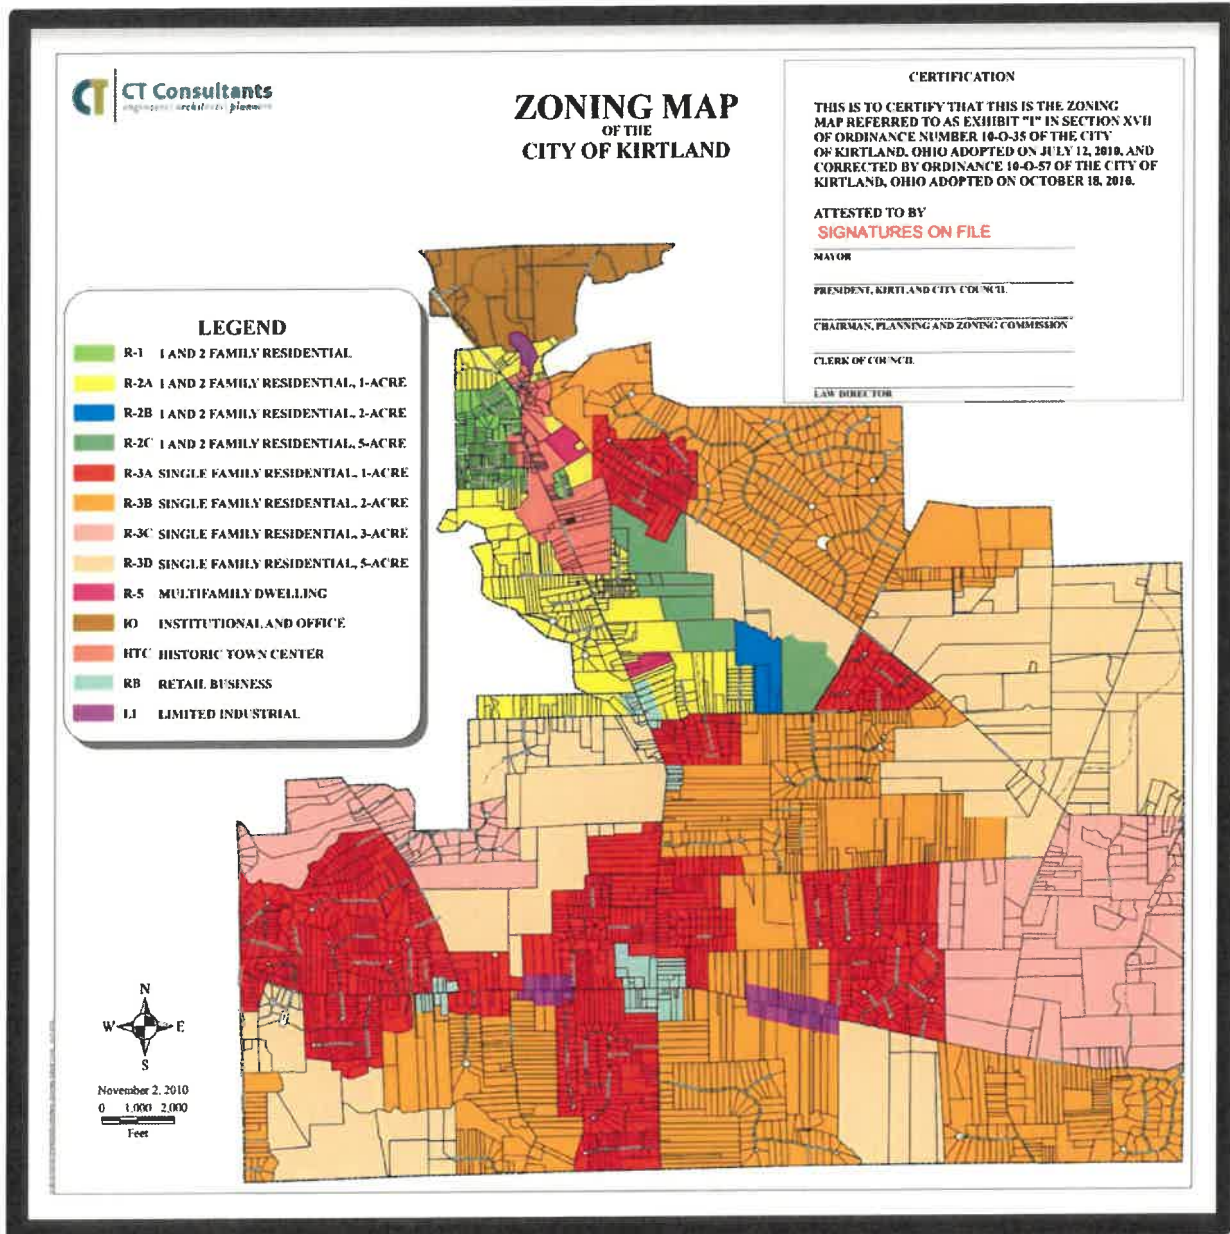 CT CT Consultants
engineers architects planners
ZONING MAP
OF THE
CITY OF KIRTLAND
CERTIFICATION
THIS IS TO CERTIFY THAT THIS IS THE ZONING
MAP REFERRED TO AS EXHIBIT "1" IN SECTION XVII
OF ORDINANCE NUMBER 10-O-35 OF THE CITY
OF KIRTLAND, OHIO ADOPTED ON JULY 12, 2010, AND
CORRECTED BY ORDINANCE 10-O-57 OF THE CITY OF
KIRTLAND, OHIO ADOPTED ON OCTOBER 18, 2010.
ATTESTED TO BY
SIGNATURES ON FILE
MAYOR
PRESIDENT, KIRTLAND CITY COUNCIL
CHAIRMAN, PLANNING AND ZONING COMMISSION
CLERK OF COUNCIL
LAW DIRECTOR
LEGEND
R-1 1 AND 2 FAMILY RESIDENTIAL
R-2A 1 AND 2 FAMILY RESIDENTIAL, 1-ACRE
R-2B 1 AND 2 FAMILY RESIDENTIAL, 2-ACRE
R-2C 1 AND 2 FAMILY RESIDENTIAL, 5-ACRE
R-3A SINGLE FAMILY RESIDENTIAL, 1-ACRE
R-3B SINGLE FAMILY RESIDENTIAL, 2-ACRE
R-3C SINGLE FAMILY RESIDENTIAL, 3-ACRE
R-3D SINGLE FAMILY RESIDENTIAL, 5-ACRE
R-5 MULTIFAMILY DWELLING
IO INSTITUTIONAL AND OFFICE
HTC HISTORIC TOWN CENTER
RB RETAIL BUSINESS
LI LIMITED INDUSTRIAL
N
W E
S
November 2, 2010
0 1,000 2,000
Feet